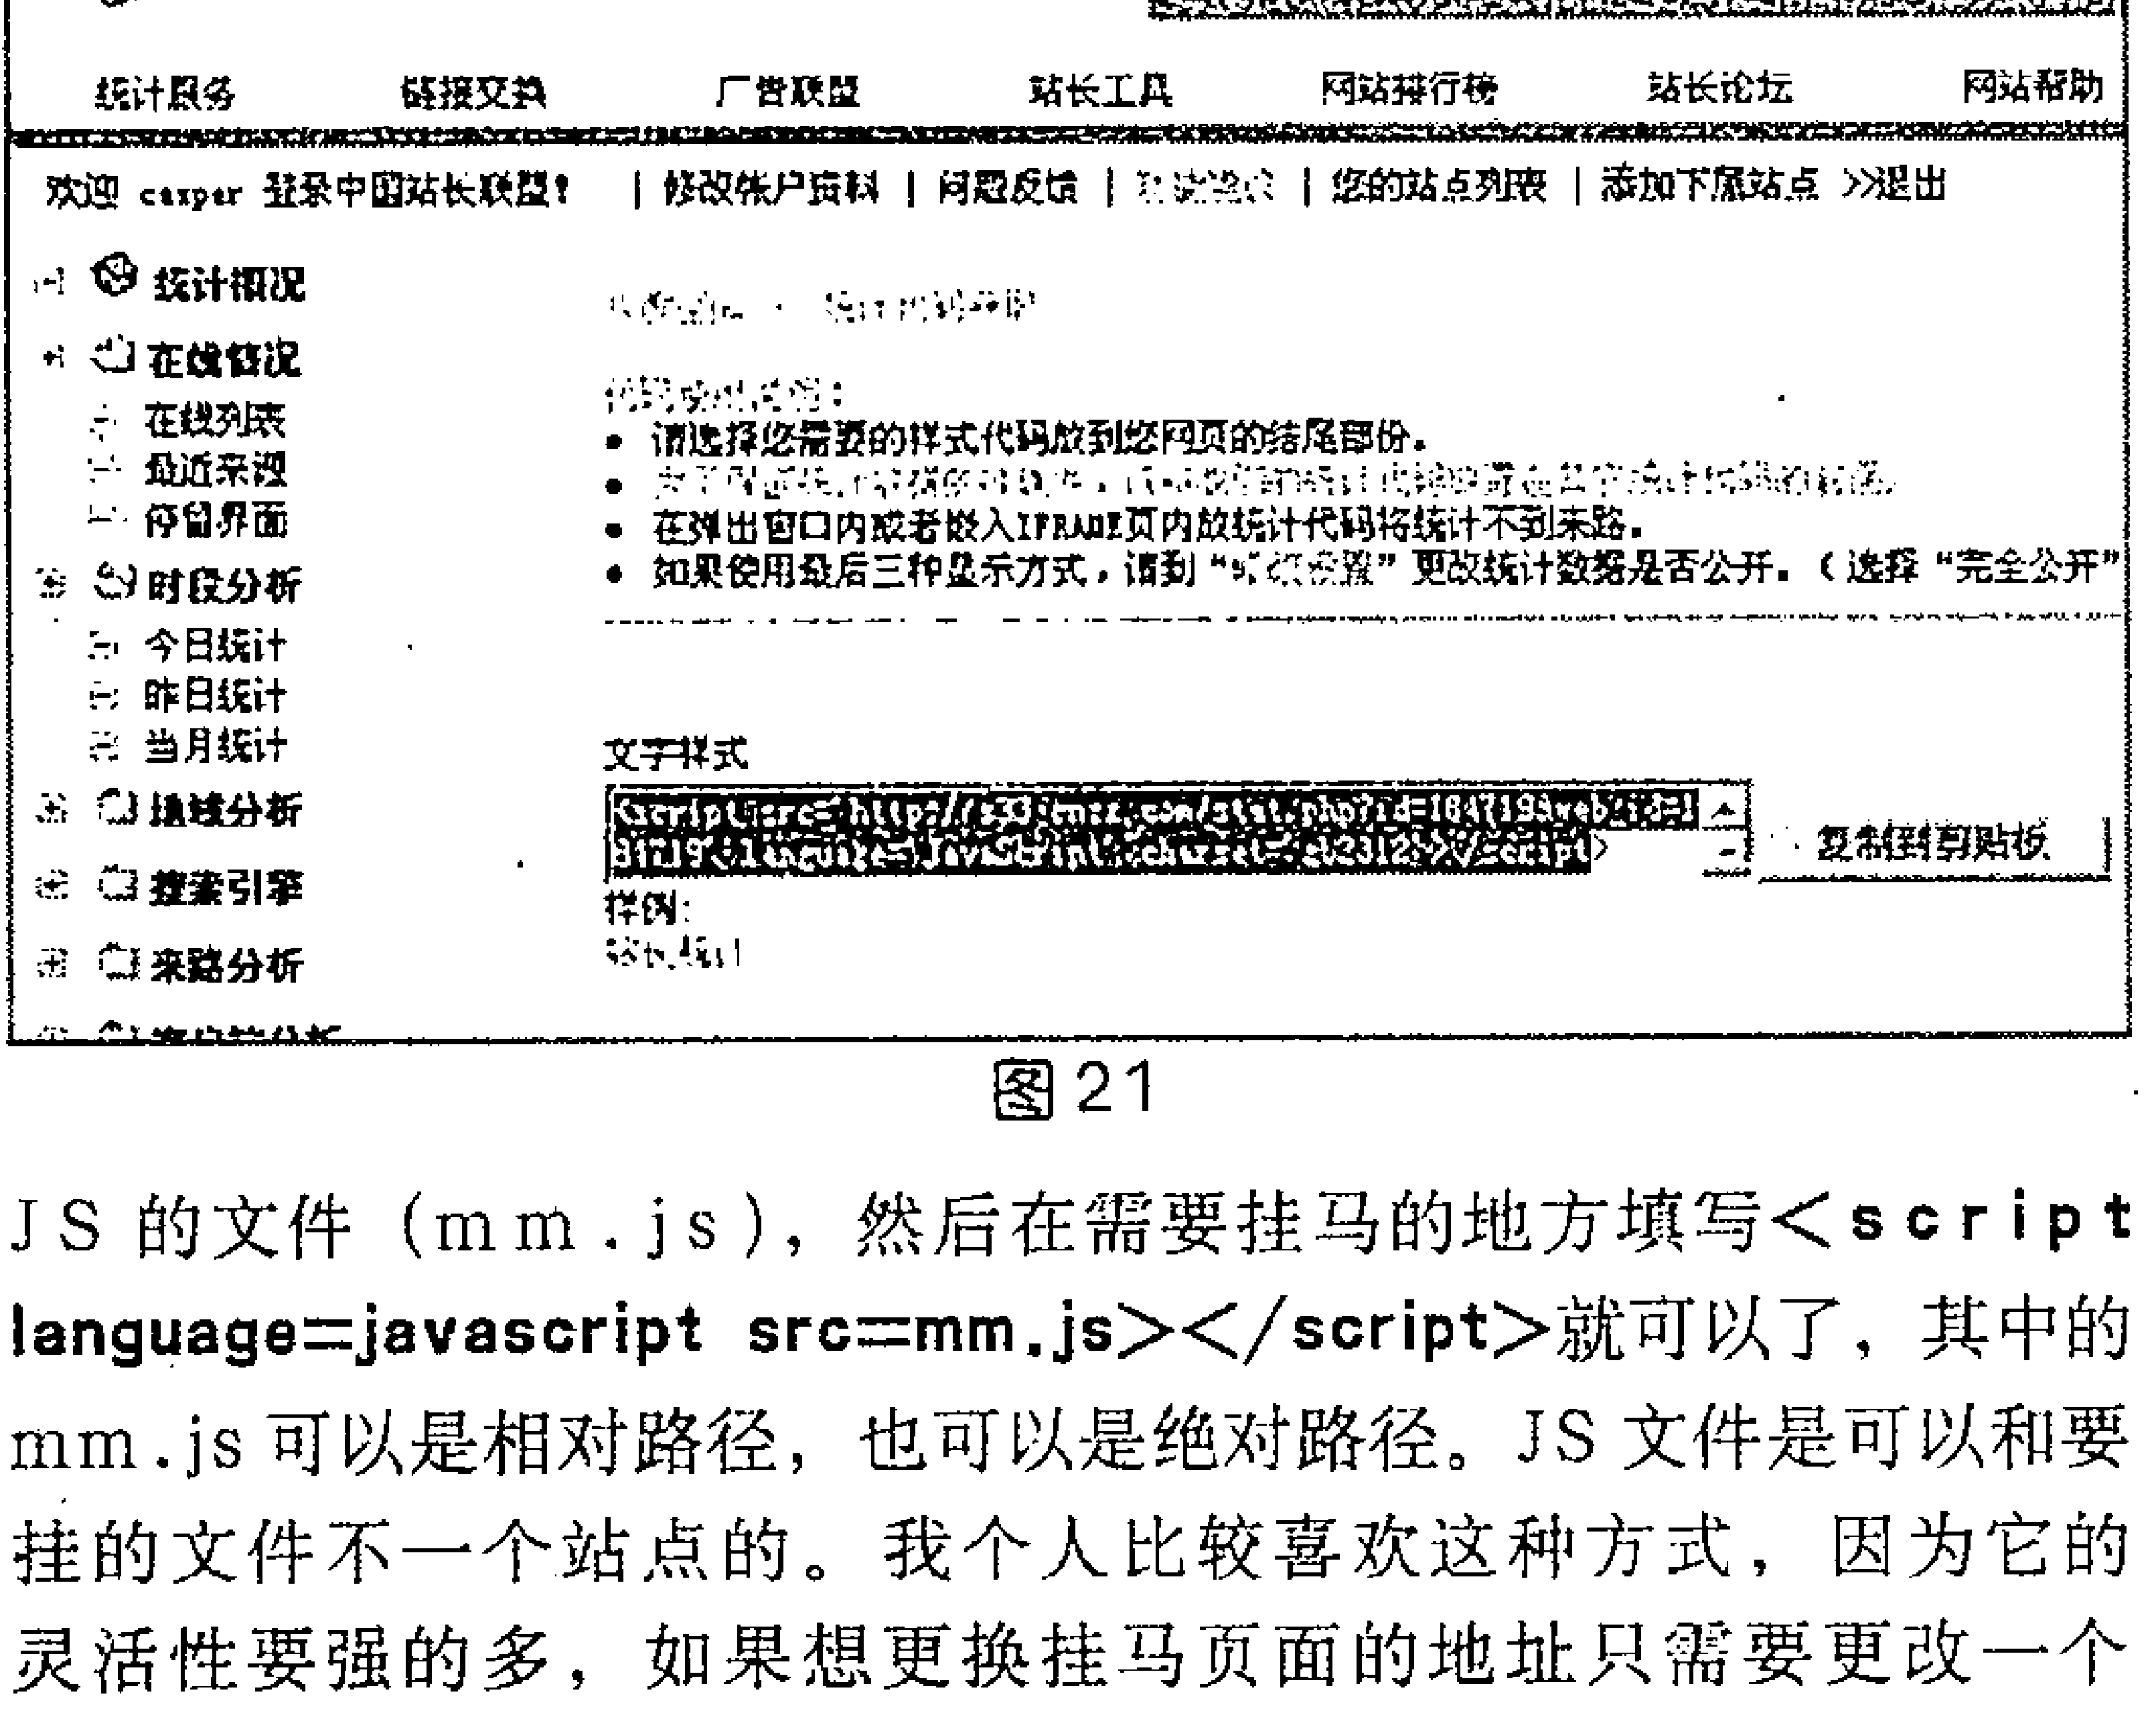 统计服务 链接交换 广告联盟 站长工具 网站排行榜 站长论坛 网站帮助
欢迎 casper 登录中国站长联盟! | 修改帐户资料 | 问题反馈 | | 您的站点列表 | 添加下属站点 >>退出
统计概况
在线情况
在线列表
最近来源
停留界面
时段分析
今日统计
昨日统计
当月统计
地域分析
搜索引擎
来路分析
● 请选择您需要的样式代码放到您网页的结尾部份。
● 在弹出窗口内或者嵌入IFRAME页内放统计代码将统计不到来路。
● 如果使用最后三种显示方式，请到“修改设置”更改统计数据是否公开。（选择“完全公开”
文字样式
复制到剪贴板
样例:
图 21
JS 的文件（mm.js），然后在需要挂马的地方填写<script
language=javascript src=mm.js></script>就可以了，其中的
mm.js 可以是相对路径，也可以是绝对路径。JS 文件是可以和要
挂的文件不一个站点的。我个人比较喜欢这种方式，因为它的
灵活性要强的多，如果想更换挂马页面的地址只需要更改一个